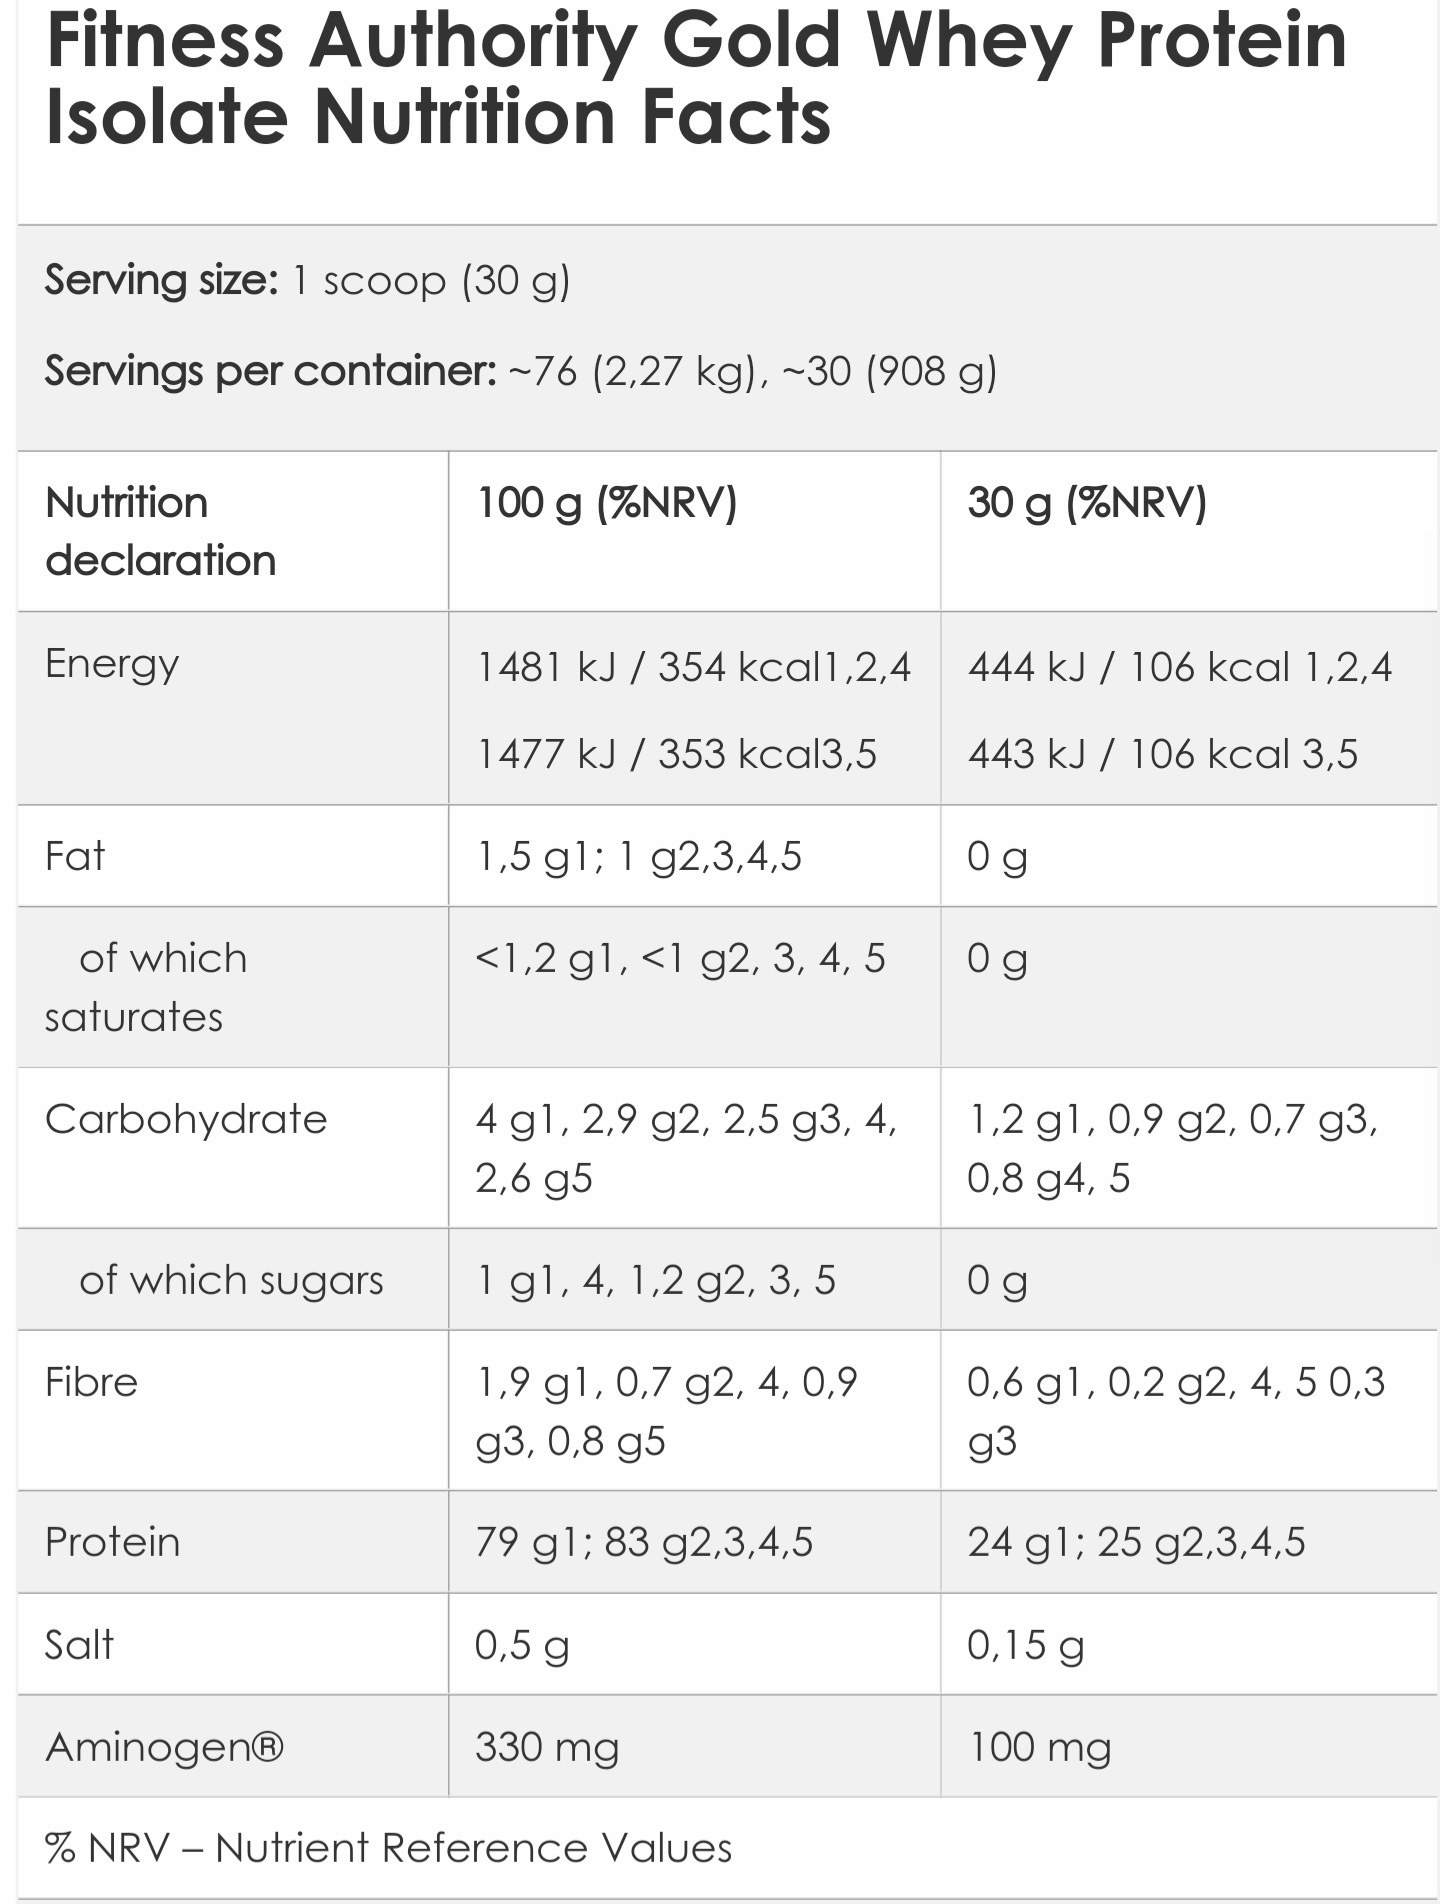 Fitness Authority Gold Whey Protein
Isolate Nutrition Facts
Serving size: 1 scoop (30 g)
Servings per container: ~76 (2,27 kg), ~30 (908 g)
Nutrition declaration
100 g (%NRV)
30 g (%NRV)
Energy
1481 kJ / 354 kcal1,2,4
444 kJ / 106 kcal 1,2,4
1477 kJ / 353 kcal3,5
443 kJ / 106 kcal 3,5
Fat
1,5 g1; 1 g2,3,4,5
0 g
of which
saturates
<1,2 g1, <1 g2, 3, 4, 5
0 g
Carbohydrate
4 g1, 2,9 g2, 2,5 g3, 4,
2,6 g5
1,2 g1, 0,9 g2, 0,7 g3,
0,8 g4, 5
of which sugars
1 g1, 4, 1,2 g2, 3, 5
0 g
Fibre
1,9 g1, 0,7 g2, 4, 0,9
g3, 0,8 g5
0,6 g1, 0,2 g2, 4, 5 0,3
g3
Protein
79 g1; 83 g2,3,4,5
24 g1; 25 g2,3,4,5
Salt
0,5 g
0,15 g
Aminogen®
330 mg
100 mg
% NRV – Nutrient Reference Values